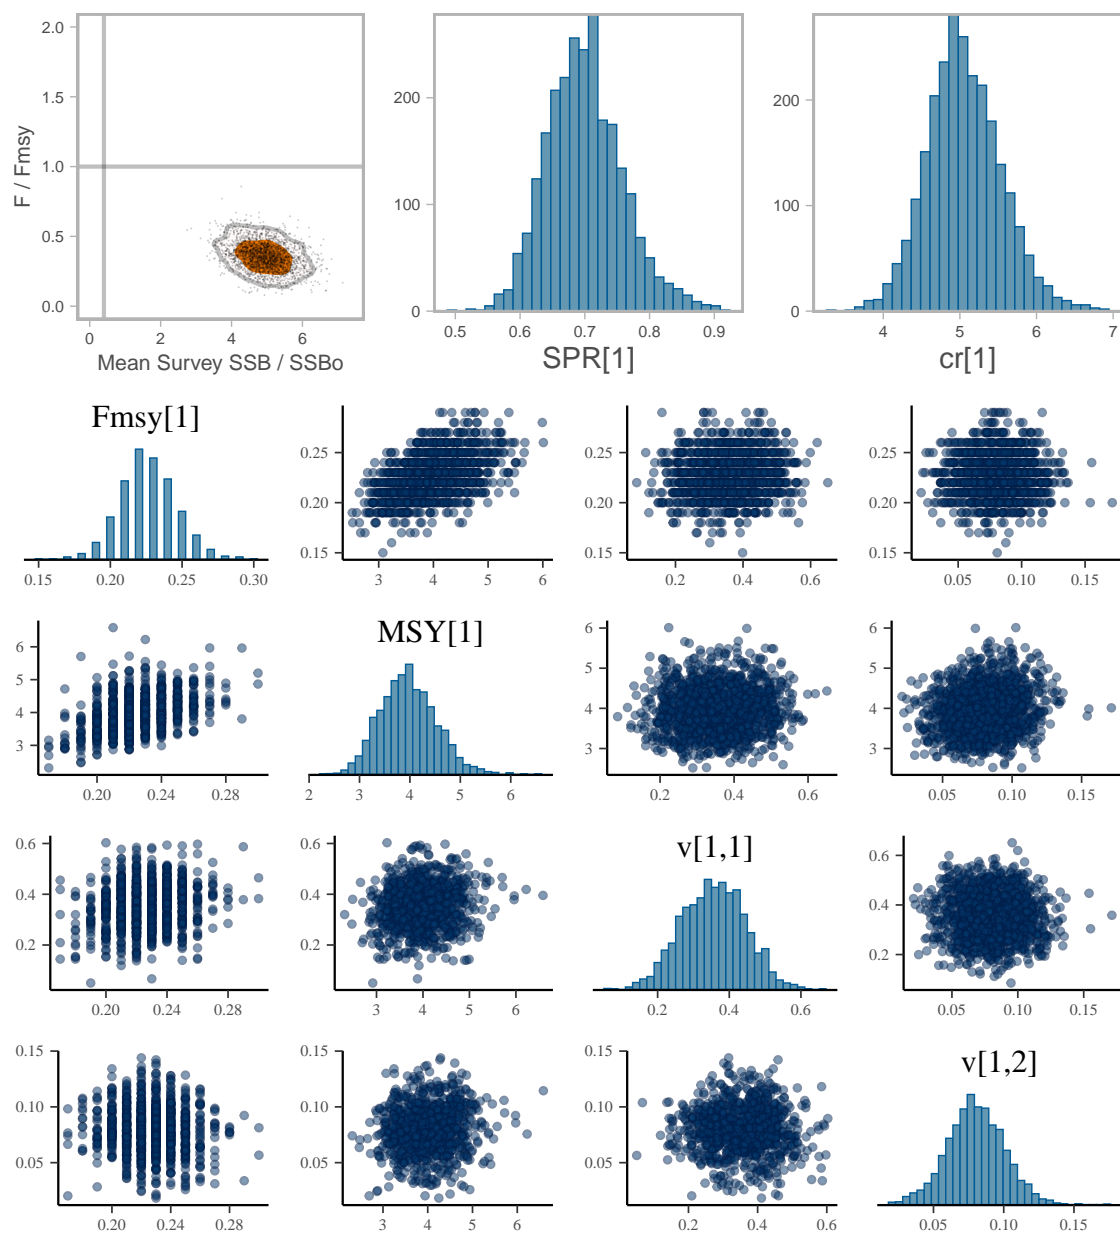 2.0
1.5
1.0
0.5
0.0
F / Fmsy
0 2 4 6
Mean Survey SSB / SSBo
200
100
0
0.5 0.6 0.7 0.8 0.9
SPR[1]
200
100
0
4 5 6 7
cr[1]
Fmsy[1]
0.15 0.20 0.25 0.30
0.25
0.20
0.15
3 4 5 6
0.25
0.20
0.15
0.2 0.4 0.6
0.25
0.20
0.15
0.05 0.10 0.15
6
5
4
3
0.20 0.24 0.28
MSY[1]
2 3 4 5 6
6
5
4
3
0.2 0.4 0.6
6
5
4
3
0.05 0.10 0.15
0.6
0.4
0.2
0.20 0.24 0.28
0.6
0.4
0.2
3 4 5 6
v[1,1]
0.2 0.4 0.6
0.6
0.4
0.2
0.05 0.10 0.15
0.15
0.10
0.05
0.20 0.24 0.28
0.15
0.10
0.05
3 4 5 6
0.15
0.10
0.05
0.2 0.4 0.6
v[1,2]
0.05 0.10 0.15